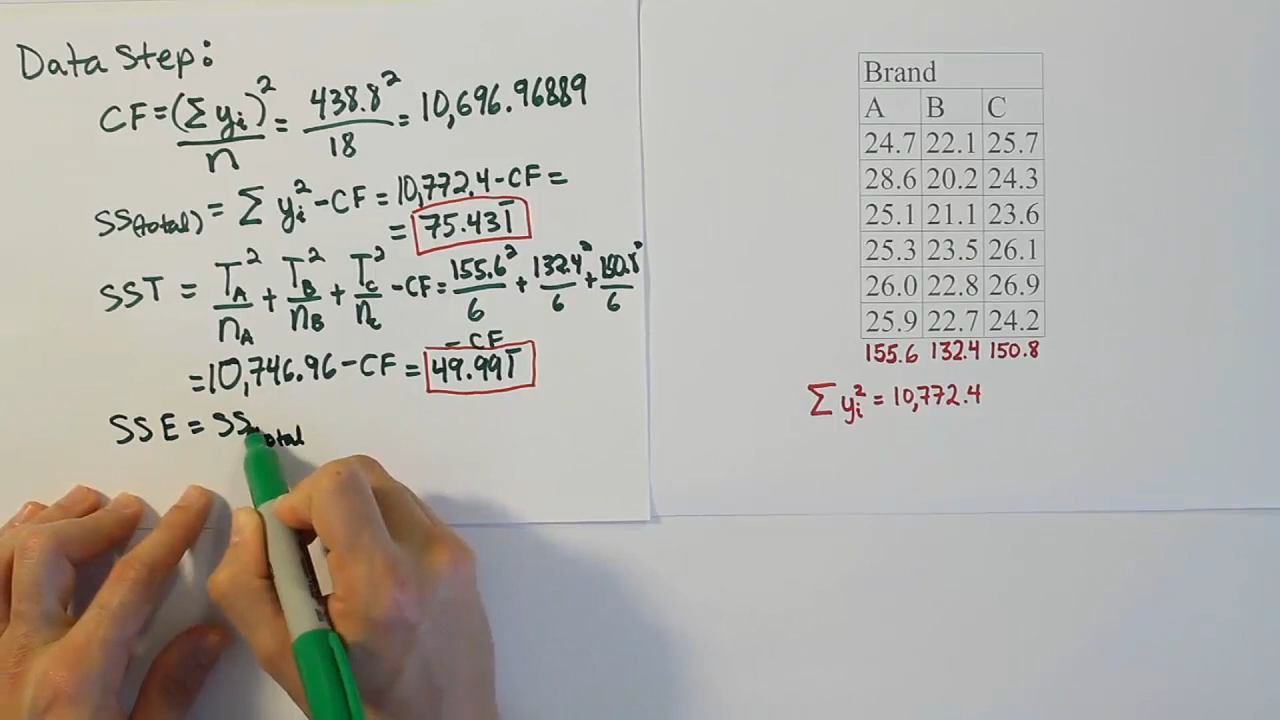 Data Step:
CF = (Σ yᵢ)² / n = 438.8² / 18 = 10,696.96889
SS(total) = Σ yᵢ² - CF = 10,772.4 - CF =
= 75.431̅
SST = T_A²/n_A + T_B²/n_B + T_C²/n_C - CF = 155.6²/6 + 132.4²/6 + 150.8²/6
- CF
= 10,746.96 - CF = 49.991̅
SSE = SS total
Brand
A B C
24.7 22.1 25.7
28.6 20.2 24.3
25.1 21.1 23.6
25.3 23.5 26.1
26.0 22.8 26.9
25.9 22.7 24.2
155.6 132.4 150.8
Σ yᵢ² = 10,772.4